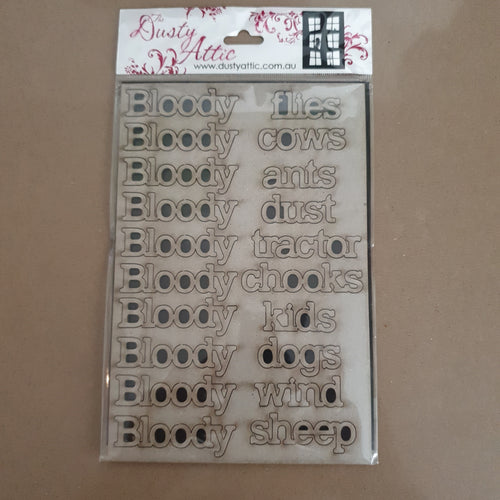 The
Dusty
Attic
www.dustyattic.com.au
Bloody flies
Bloody cows
Bloody ants
Bloody dust
Bloody tractor
Bloody chooks
Bloody kids
Bloody dogs
Bloody wind
Bloody sheep